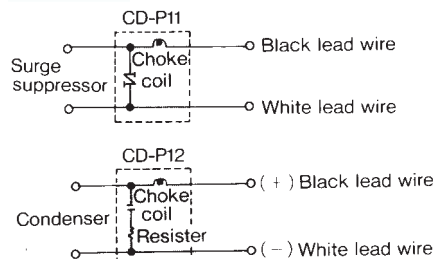 CD-P11
Black lead wire
Choke
coil
Surge
suppressor
White lead wire
CD-P12
(+) Black lead wire
Choke
coil
Condenser
Resister
(-) White lead wire